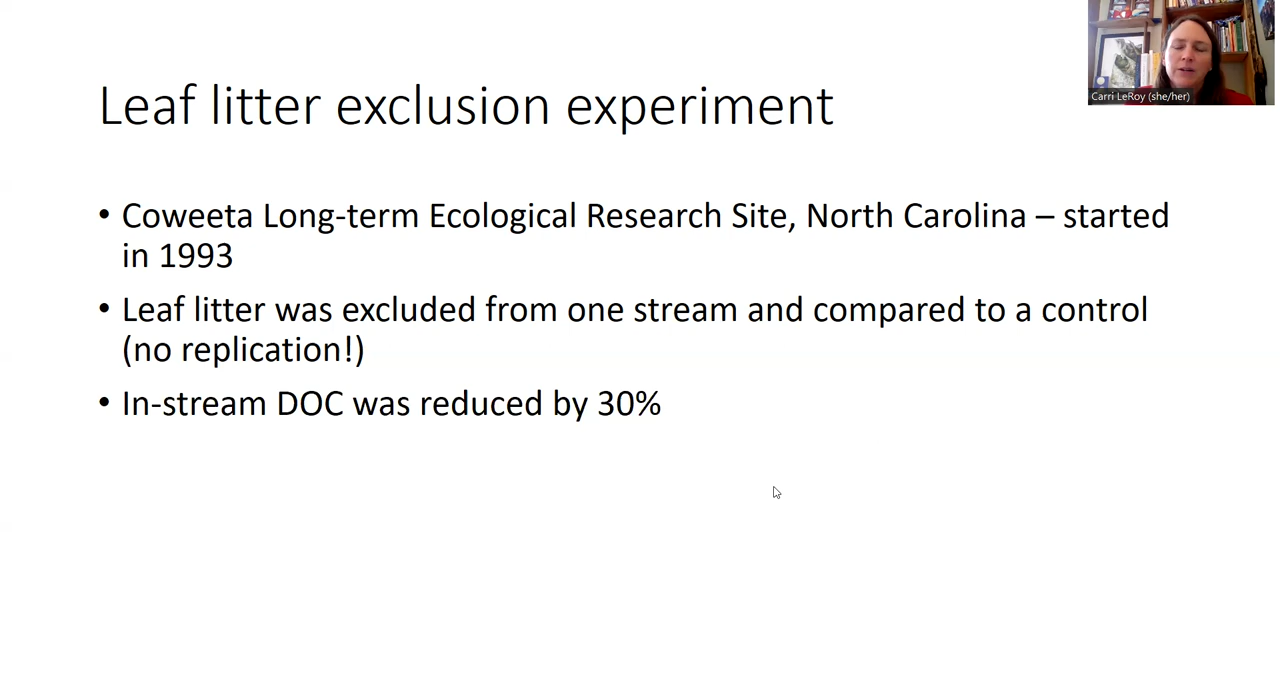 Carri LeRoy (she/her)
Leaf litter exclusion experiment
• Coweeta Long-term Ecological Research Site, North Carolina – started
in 1993
• Leaf litter was excluded from one stream and compared to a control
(no replication!)
• In-stream DOC was reduced by 30%